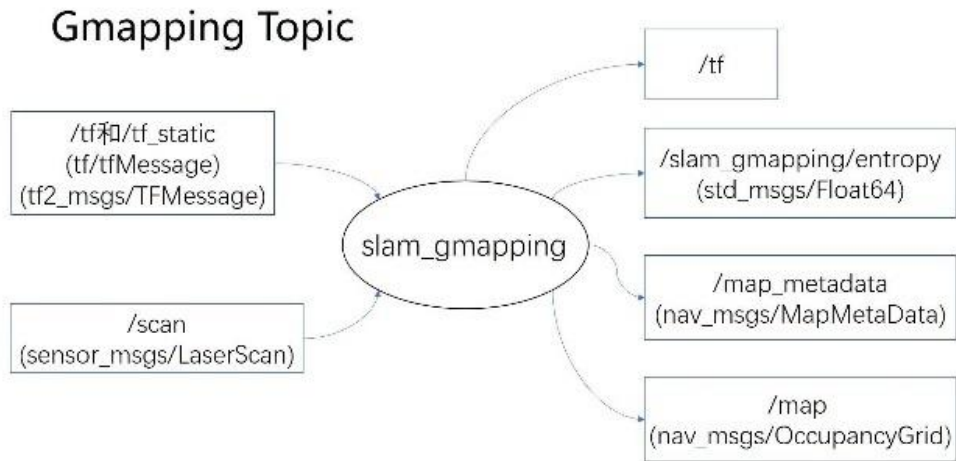 Gmapping Topic
/tf和/tf_static
(tf/tfMessage)
(tf2_msgs/TFMessage)
/scan
(sensor_msgs/LaserScan)
slam_gmapping
/tf
/slam_gmapping/entropy
(std_msgs/Float64)
/map_metadata
(nav_msgs/MapMetaData)
/map
(nav_msgs/OccupancyGrid)